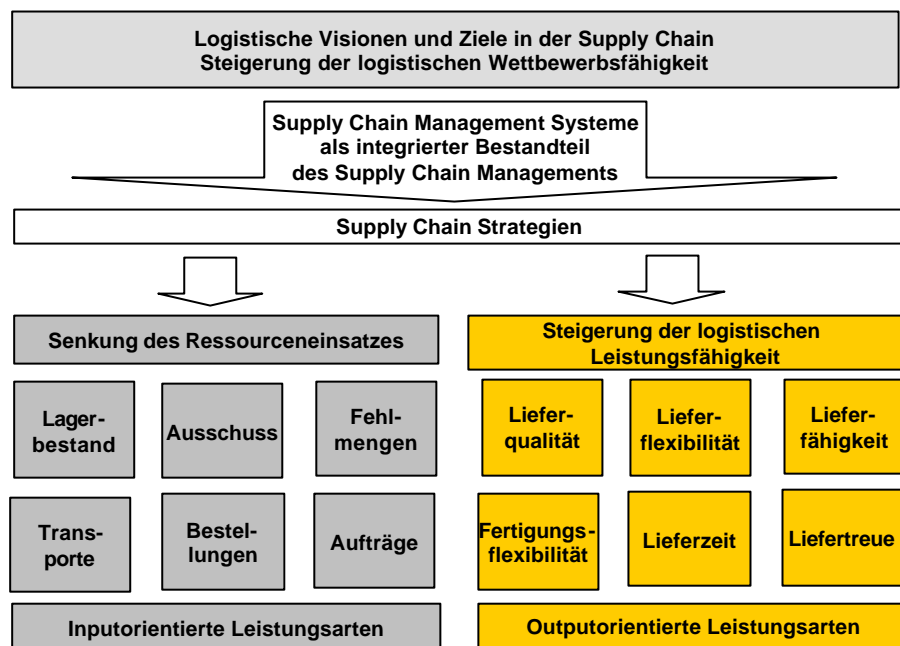 Logistische Visionen und Ziele in der Supply Chain
Steigerung der logistischen Wettbewerbsfähigkeit
Supply Chain Management Systeme
als integrierter Bestandteil
des Supply Chain Managements
Supply Chain Strategien
Senkung des Ressourceneinsatzes
Lager-
bestand
Ausschuss
Fehl-
mengen
Trans-
porte
Bestel-
lungen
Aufträge
Inputorientierte Leistungsarten
Steigerung der logistischen
Leistungsfähigkeit
Liefer-
qualität
Liefer-
flexibilität
Liefer-
fähigkeit
Fertigungs-
flexibilität
Lieferzeit
Liefertreue
Outputorientierte Leistungsarten